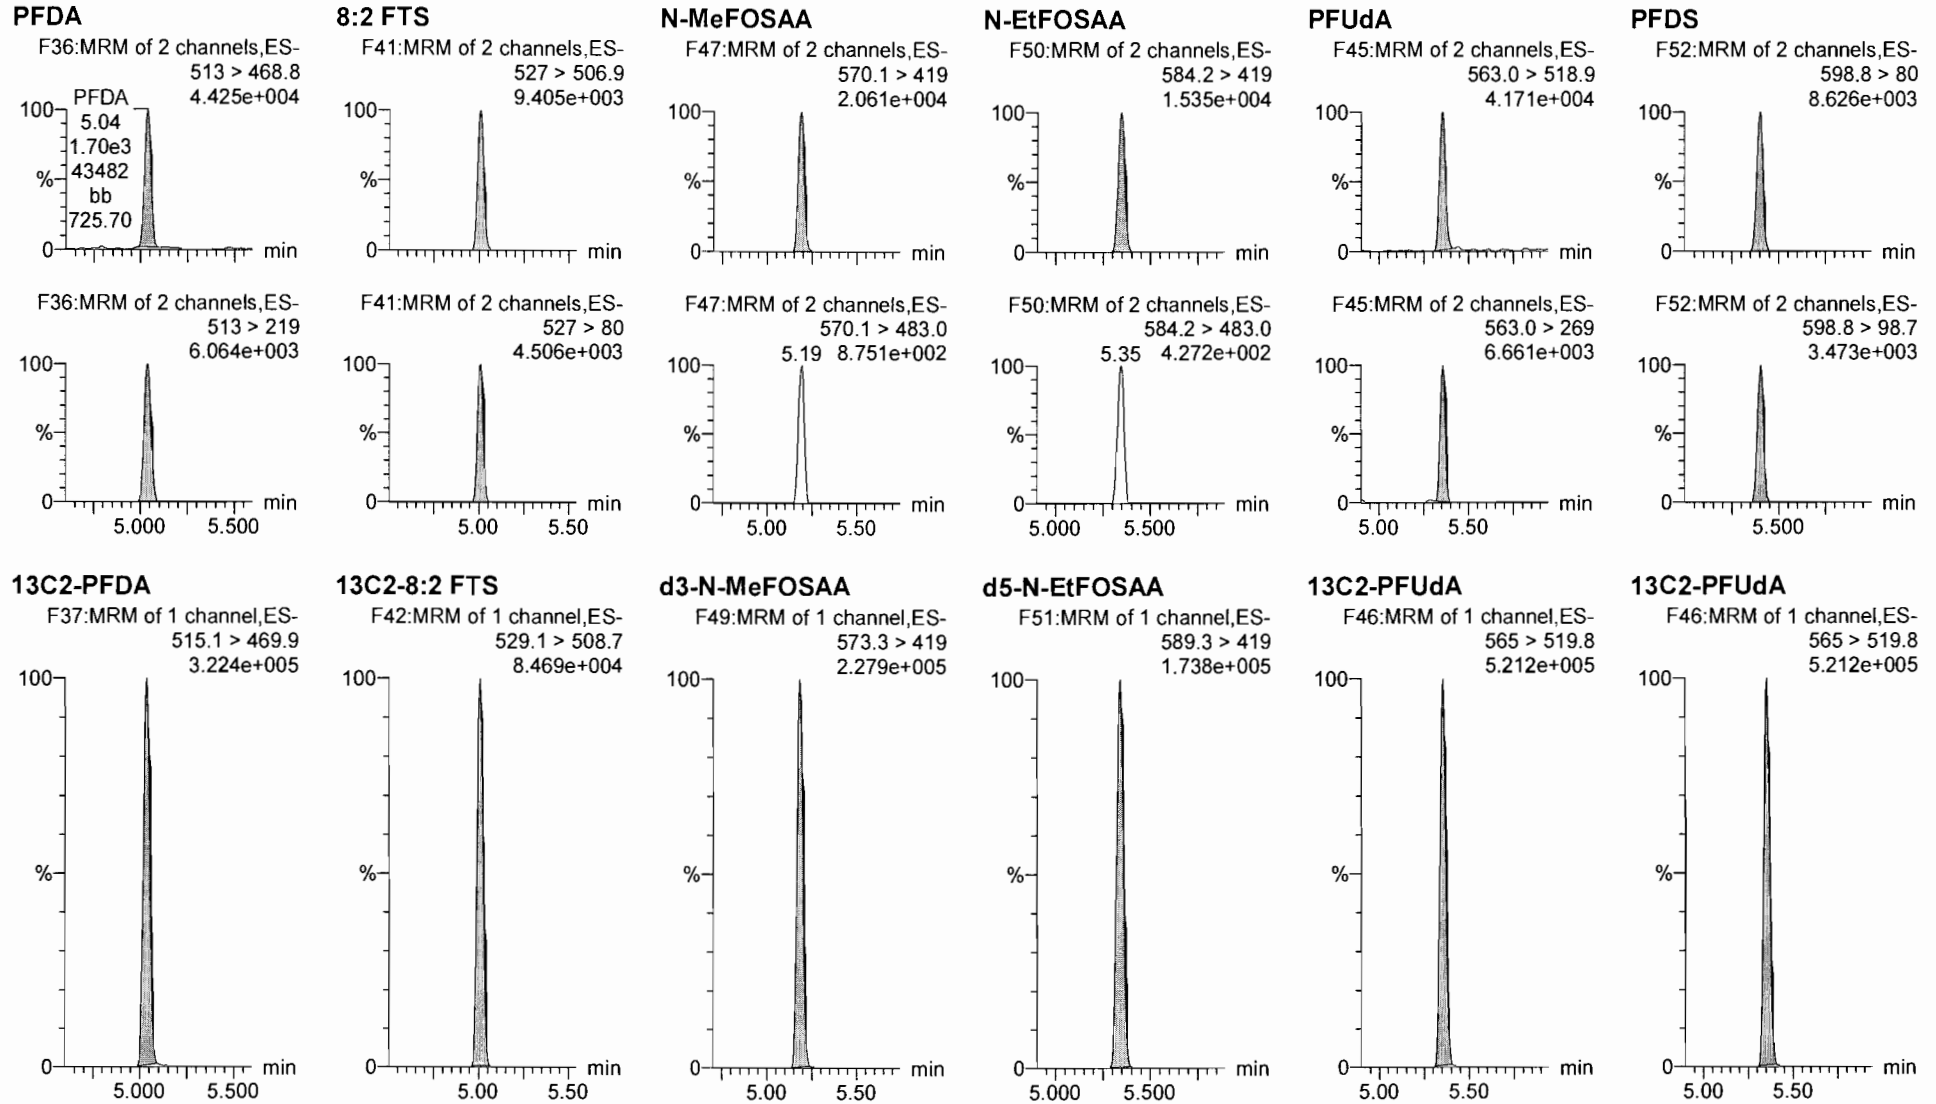 PFDA
F36:MRM of 2 channels,ES-
513 > 468.8
4.425e+004
100
PFDA
5.04
1.70e3
43482
bb
725.70
%
0
min
8:2 FTS
F41:MRM of 2 channels,ES-
527 > 506.9
9.405e+003
100
%
0
min
N-MeFOSAA
F47:MRM of 2 channels,ES-
570.1 > 419
2.061e+004
100
%
0
min
N-EtFOSAA
F50:MRM of 2 channels,ES-
584.2 > 419
1.535e+004
100
%
0
min
PFUdA
F45:MRM of 2 channels,ES-
563.0 > 518.9
4.171e+004
100
%
0
min
PFDS
F52:MRM of 2 channels,ES-
598.8 > 80
8.626e+003
100
%
0
min
F36:MRM of 2 channels,ES-
513 > 219
6.064e+003
100
%
0
min
5.000 5.500
F41:MRM of 2 channels,ES-
527 > 80
4.506e+003
100
%
0
min
5.00 5.50
F47:MRM of 2 channels,ES-
570.1 > 483.0
5.19 8.751e+002
100
%
0
min
5.00 5.50
F50:MRM of 2 channels,ES-
584.2 > 483.0
5.35 4.272e+002
100
%
0
min
5.000 5.500
F45:MRM of 2 channels,ES-
563.0 > 269
6.661e+003
100
%
0
min
5.00 5.50
F52:MRM of 2 channels,ES-
598.8 > 98.7
3.473e+003
100
%
0
min
5.500
13C2-PFDA
F37:MRM of 1 channel,ES-
515.1 > 469.9
3.224e+005
100
%
0
min
5.000 5.500
13C2-8:2 FTS
F42:MRM of 1 channel,ES-
529.1 > 508.7
8.469e+004
100
%
0
min
5.00 5.50
d3-N-MeFOSAA
F49:MRM of 1 channel,ES-
573.3 > 419
2.279e+005
100
%
0
min
5.00 5.50
d5-N-EtFOSAA
F51:MRM of 1 channel,ES-
589.3 > 419
1.738e+005
100
%
0
min
5.000 5.500
13C2-PFUdA
F46:MRM of 1 channel,ES-
565 > 519.8
5.212e+005
100
%
0
min
5.00 5.50
13C2-PFUdA
F46:MRM of 1 channel,ES-
565 > 519.8
5.212e+005
100
%
0
min
5.00 5.50